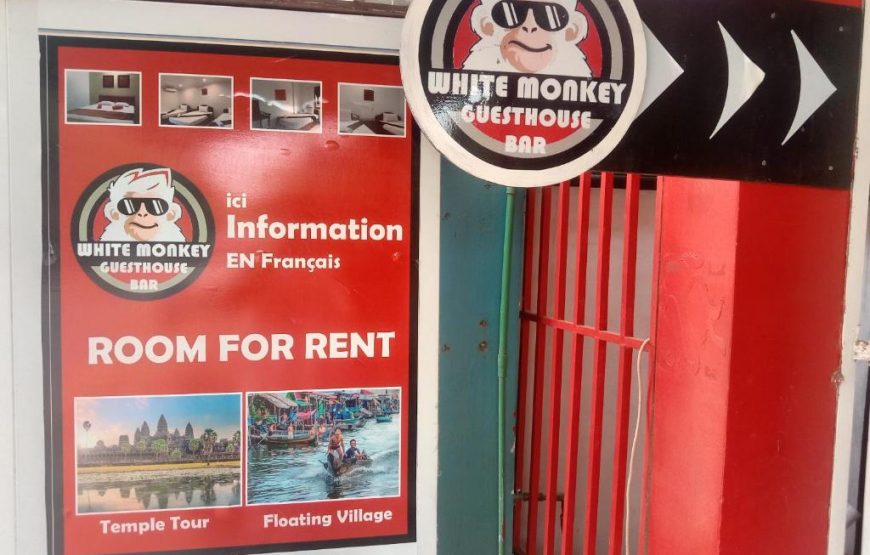 WHITE MONKEY
GUESTHOUSE
BAR
WHITE MONKEY
GUESTHOUSE
BAR
ici
Information
EN Français
ROOM FOR RENT
Temple Tour
Floating Village